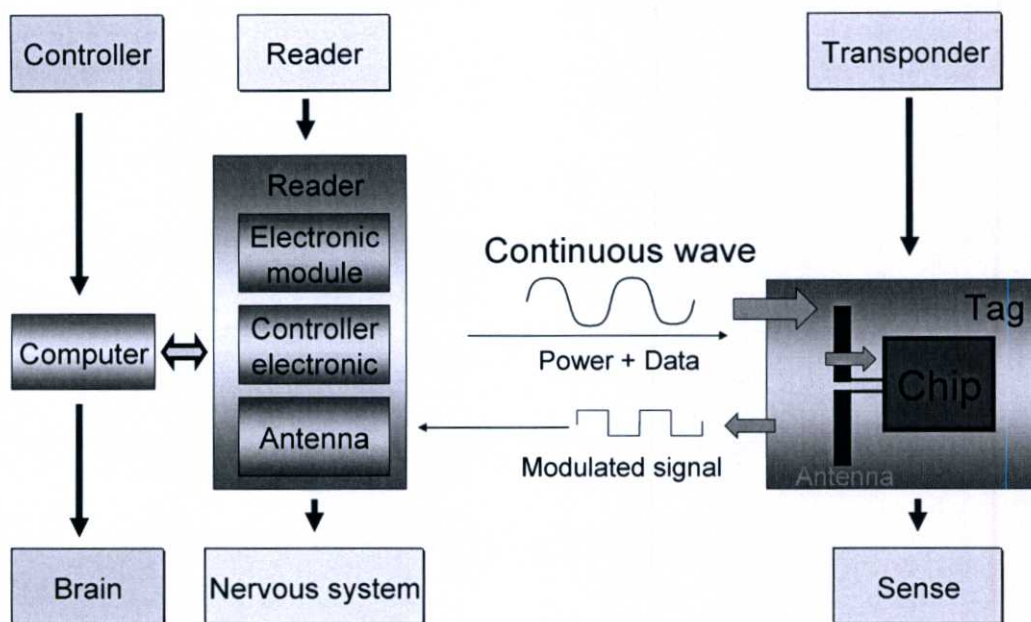 Controller
Reader
Transponder
Reader
Electronic
module
Controller
electronic
Antenna
Computer
Continuous wave
Power + Data
Modulated signal
Tag
Chip
Antenna
Brain
Nervous system
Sense